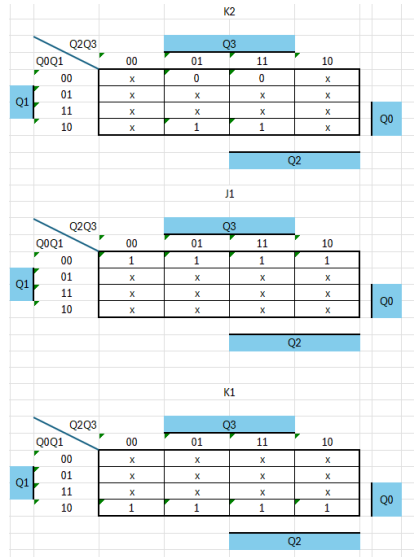 K2
Q2Q3 Q3
Q0Q1 00 01 11 10
00 x 0 0 x
Q1 01 x x x x
11 x x x x Q0
10 x 1 1 x
Q2
J1
Q2Q3 Q3
Q0Q1 00 01 11 10
00 1 1 1 1
Q1 01 x x x x
11 x x x x Q0
10 x x x x
Q2
K1
Q2Q3 Q3
Q0Q1 00 01 11 10
00 x x x x
Q1 01 x x x x
11 x x x x Q0
10 1 1 1 1
Q2